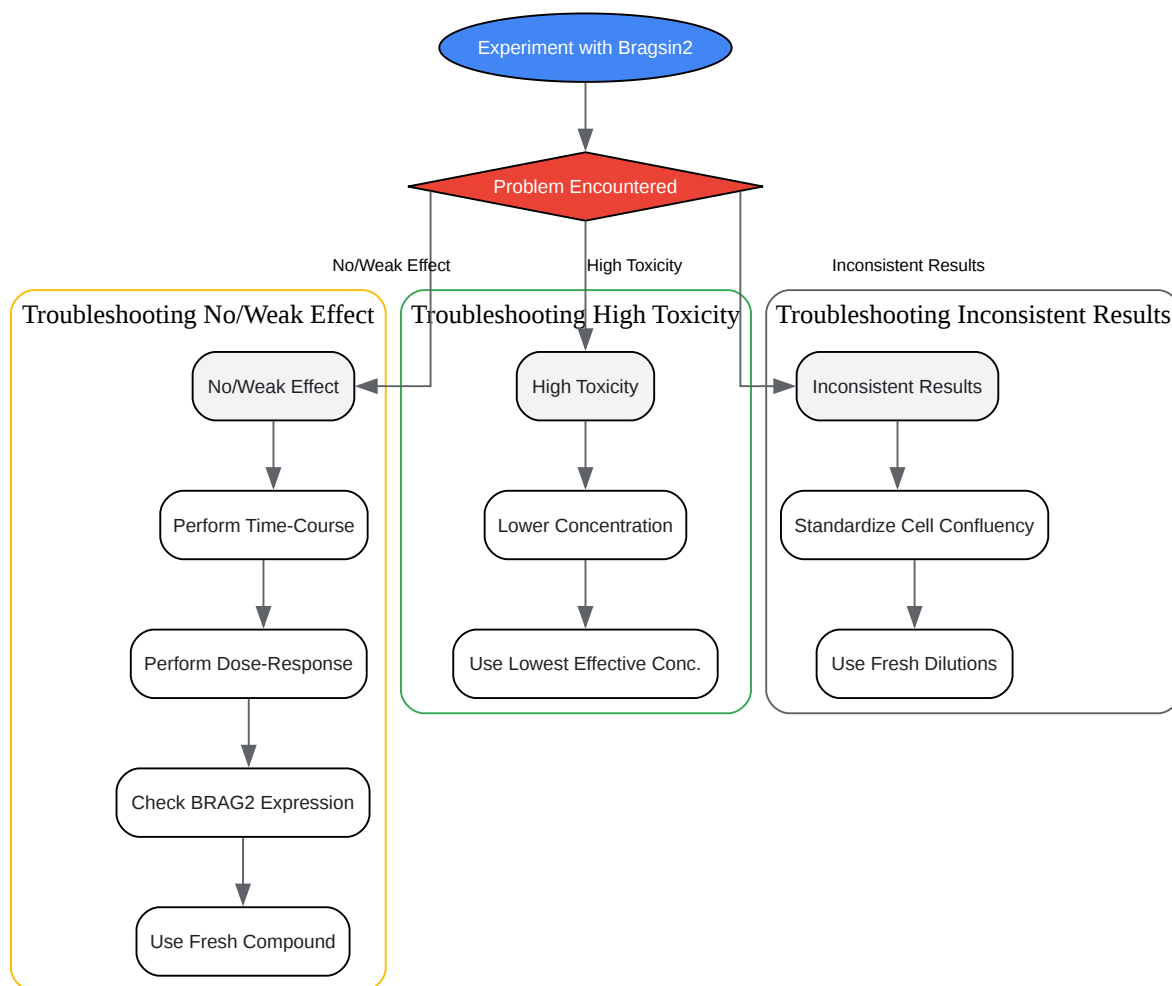 Experiment with Bragsin2
Problem Encountered
No/Weak Effect
High Toxicity
Inconsistent Results
Troubleshooting No/Weak Effect
No/Weak Effect
Perform Time-Course
Perform Dose-Response
Check BRAG2 Expression
Use Fresh Compound
Troubleshooting High Toxicity
High Toxicity
Lower Concentration
Use Lowest Effective Conc.
Troubleshooting Inconsistent Results
Inconsistent Results
Standardize Cell Confluency
Use Fresh Dilutions